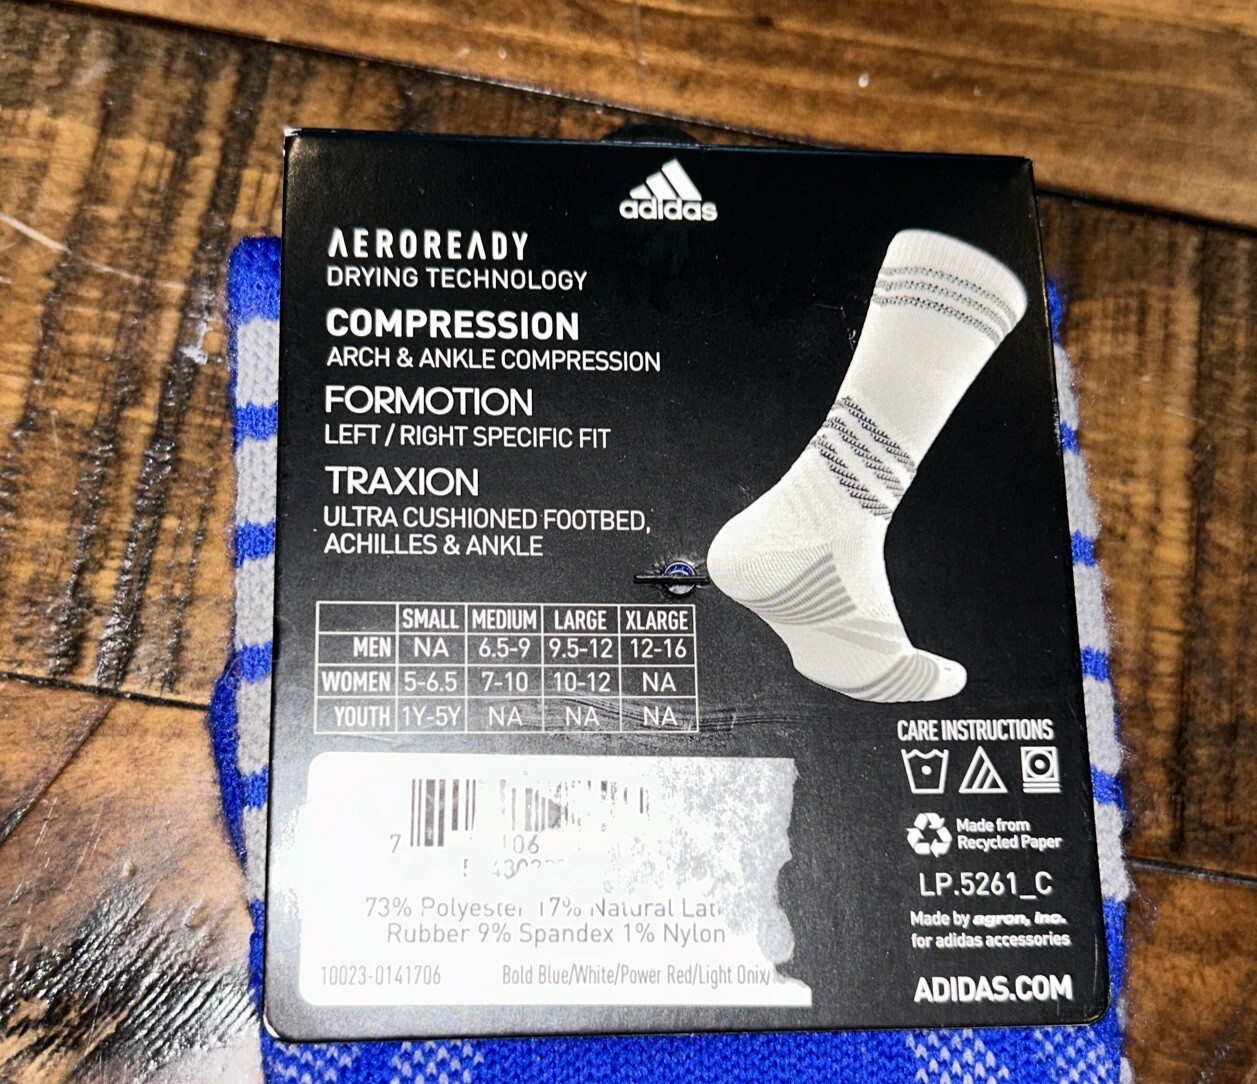 adidas
AEROREADY
DRYING TECHNOLOGY
COMPRESSION
ARCH & ANKLE COMPRESSION
FORMOTION
LEFT / RIGHT SPECIFIC FIT
TRAXION
ULTRA CUSHIONED FOOTBED,
ACHILLES & ANKLE
SMALL MEDIUM LARGE XLARGE
MEN NA 6.5-9 9.5-12 12-16
WOMEN 5-6.5 7-10 10-12 NA
YOUTH 1Y-5Y NA NA NA
CARE INSTRUCTIONS
Made from
Recycled Paper
LP.5261_C
Made by agron, inc.
for adidas accessories
ADIDAS.COM
7 06
73% Polyester 17% Natural
Rubber 9% Spandex 1% Nylon
10023-0141706 Bold Blue/White/Power Red/Light Onix/